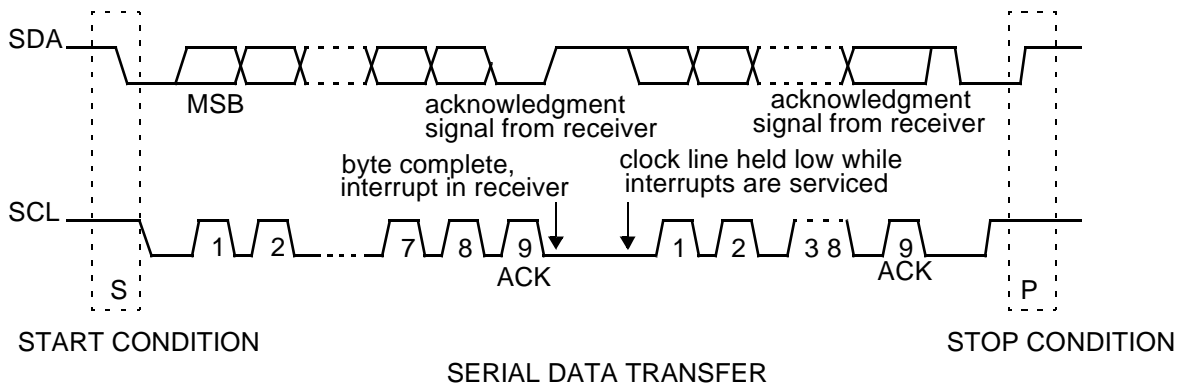 SDA
MSB
acknowledgment
signal from receiver
acknowledgment
signal from receiver
byte complete,
interrupt in receiver
clock line held low while
interrupts are serviced
SCL
1 2 7 8 9 1 2 3 8 9
ACK
ACK
S
P
START CONDITION
STOP CONDITION
SERIAL DATA TRANSFER